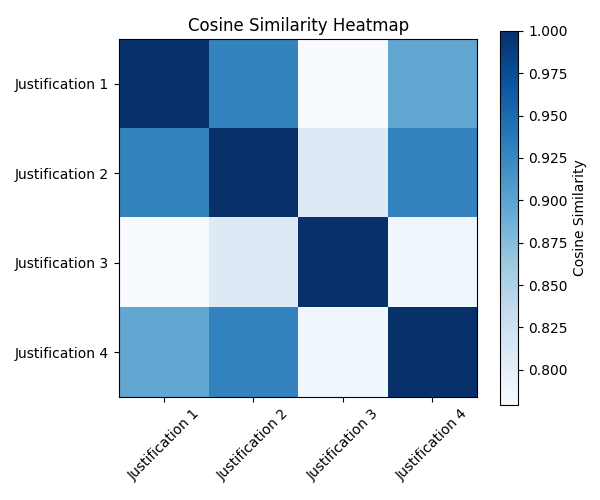 Cosine Similarity Heatmap
Justification 1
Justification 2
Justification 3
Justification 4
Justification 1
Justification 2
Justification 3
Justification 4
1.000
0.975
0.950
0.925
0.900
0.875
0.850
0.825
0.800
Cosine Similarity